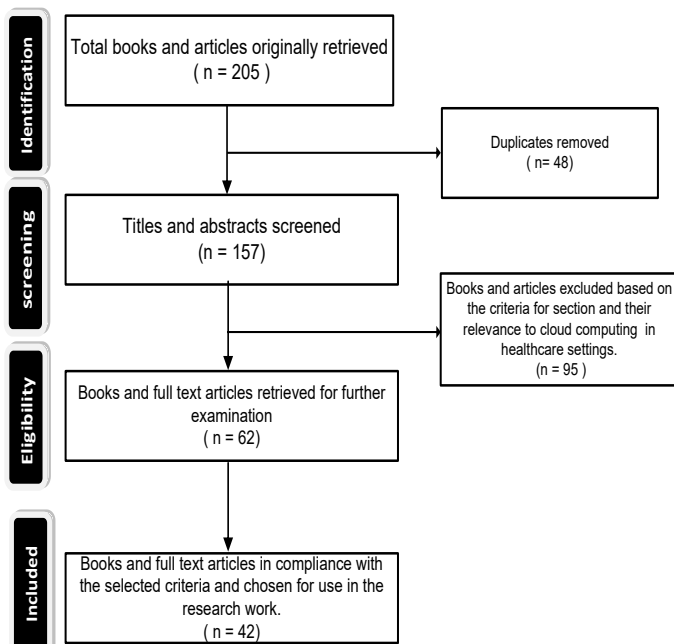 Identification
Total books and articles originally retrieved
( n = 205 )
Duplicates removed
( n= 48)
screening
Titles and abstracts screened
(n = 157)
Books and articles excluded based on
the criteria for section and their
relevance to cloud computing in
healthcare settings.
(n = 95 )
Eligibility
Books and full text articles retrieved for further
examination
( n = 62)
Included
Books and full text articles in compliance with
the selected criteria and chosen for use in the
research work.
( n = 42)